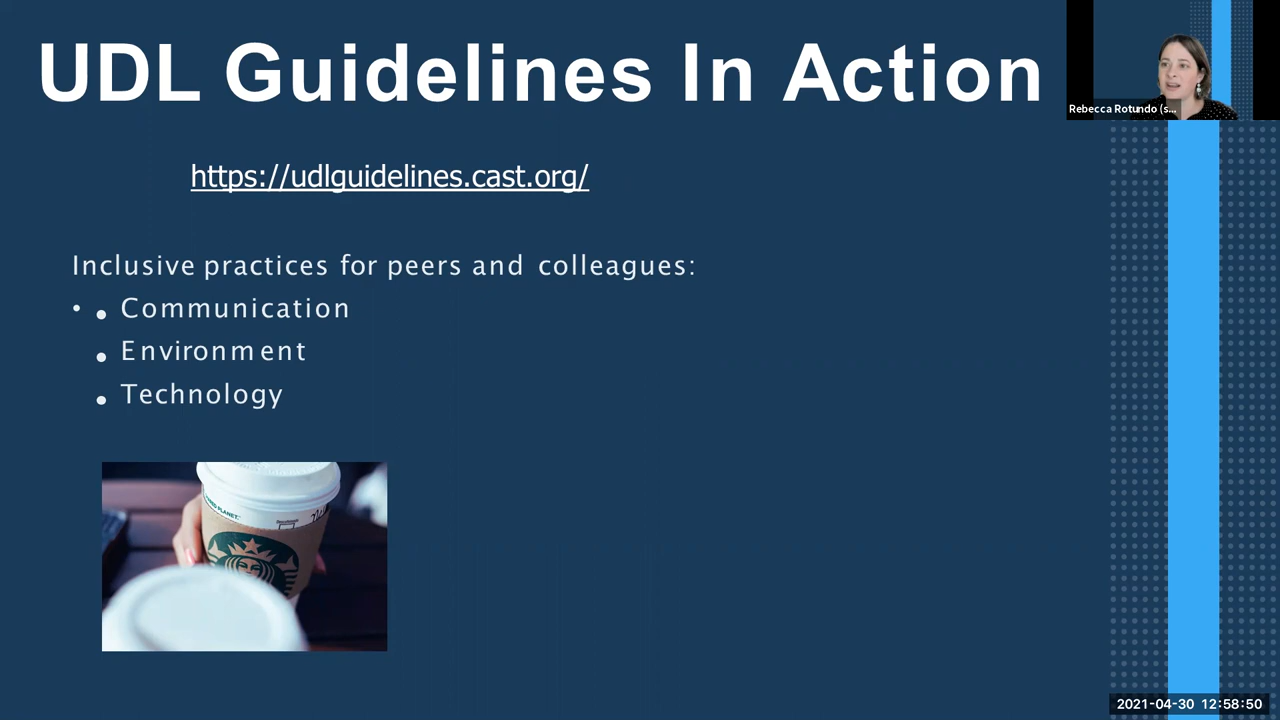 UDL Guidelines In Action
Rebecca Rotundo (s...
https://udlguidelines.cast.org/
Inclusive practices for peers and colleagues:
• • Communication
• Environment
• Technology
PLANET.
2021-04-30 12:58:50